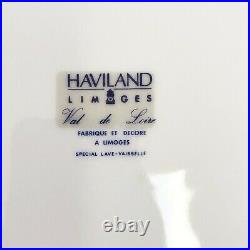 HAVILAND
LIMOGES
Val de Loire
FABRIQUE ET DECORE
A LIMOGES
SPECIAL LAVE-VAISSELLE